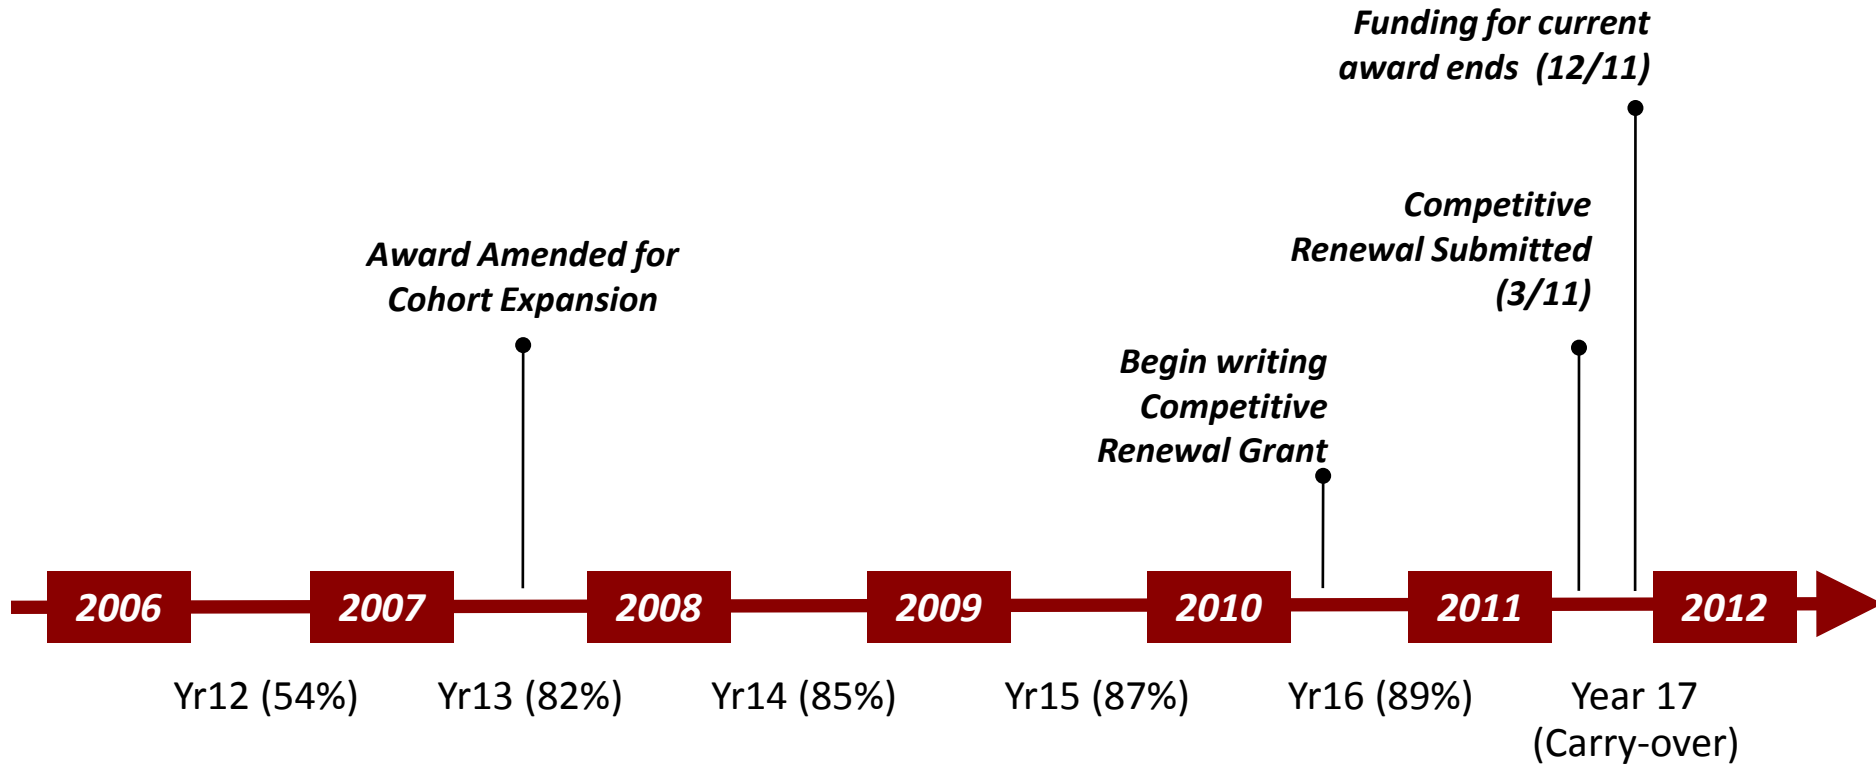 Funding for current
award ends (12/11)
Competitive
Renewal Submitted
(3/11)
Award Amended for
Cohort Expansion
Begin writing
Competitive
Renewal Grant
2006
2007
2008
2009
2010
2011
2012
Yr12 (54%)
Yr13 (82%)
Yr14 (85%)
Yr15 (87%)
Yr16 (89%)
Year 17
(Carry-over)